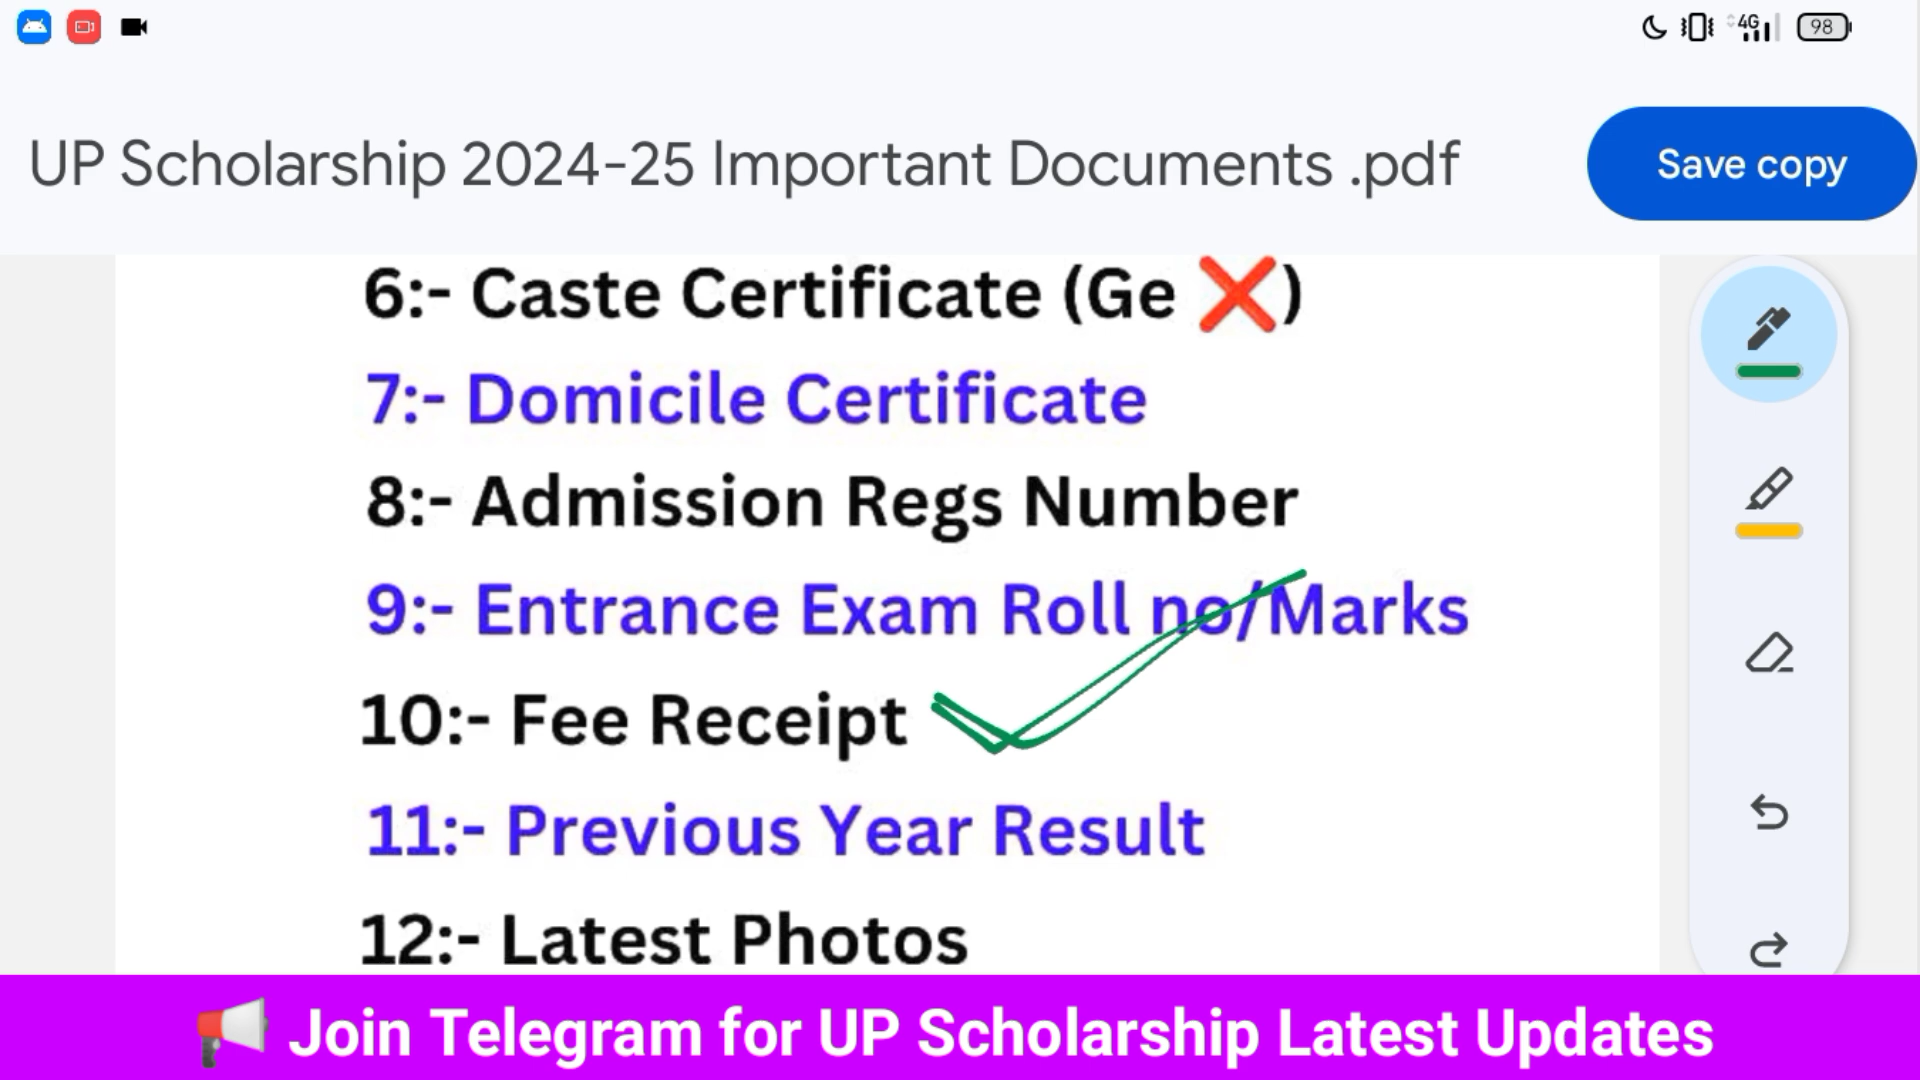 4G 98
UP Scholarship 2024-25 Important Documents .pdf
Save copy
6:- Caste Certificate (Ge ❌)
7:- Domicile Certificate
8:- Admission Regs Number
9:- Entrance Exam Roll no/Marks
10:- Fee Receipt
11:- Previous Year Result
12:- Latest Photos
Join Telegram for UP Scholarship Latest Updates